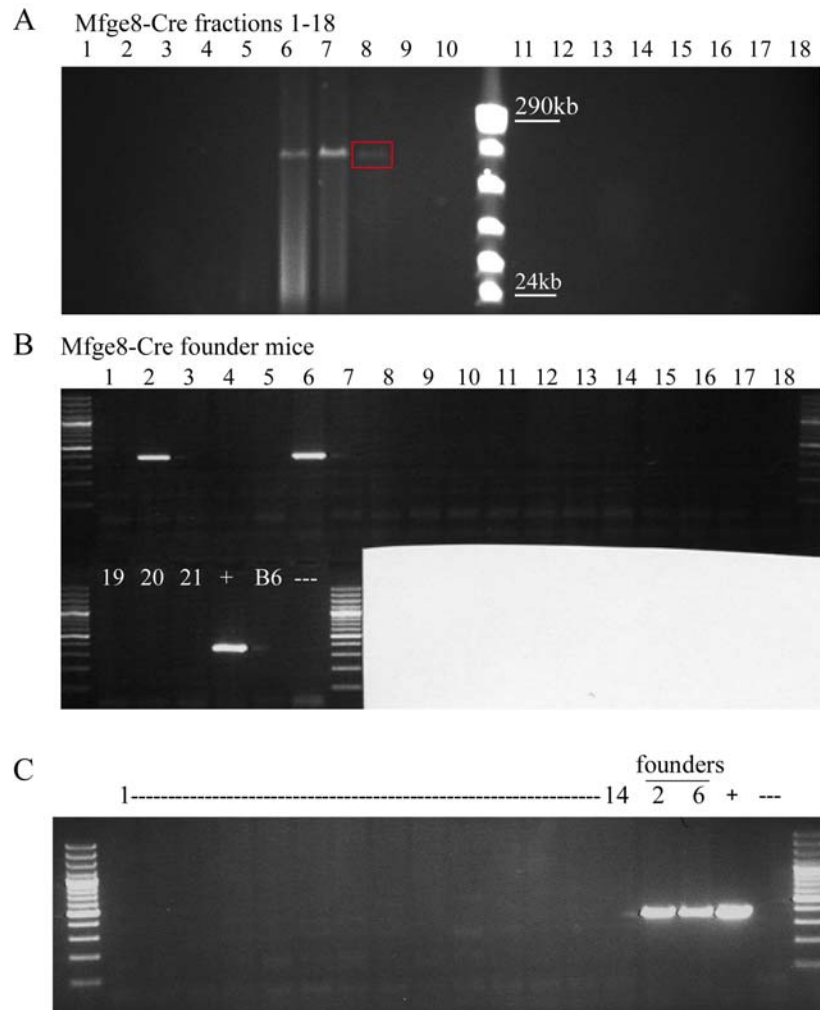 A
Mfge8-Cre fractions 1-18
1 2 3 4 5 6 7 8 9 10 11 12 13 14 15 16 17 18
290kb
24kb
B
Mfge8-Cre founder mice
1 2 3 4 5 6 7 8 9 10 11 12 13 14 15 16 17 18
19 20 21 + B6 ---
C
founders
1----------------------------------------------------- 14 2 6 + ---